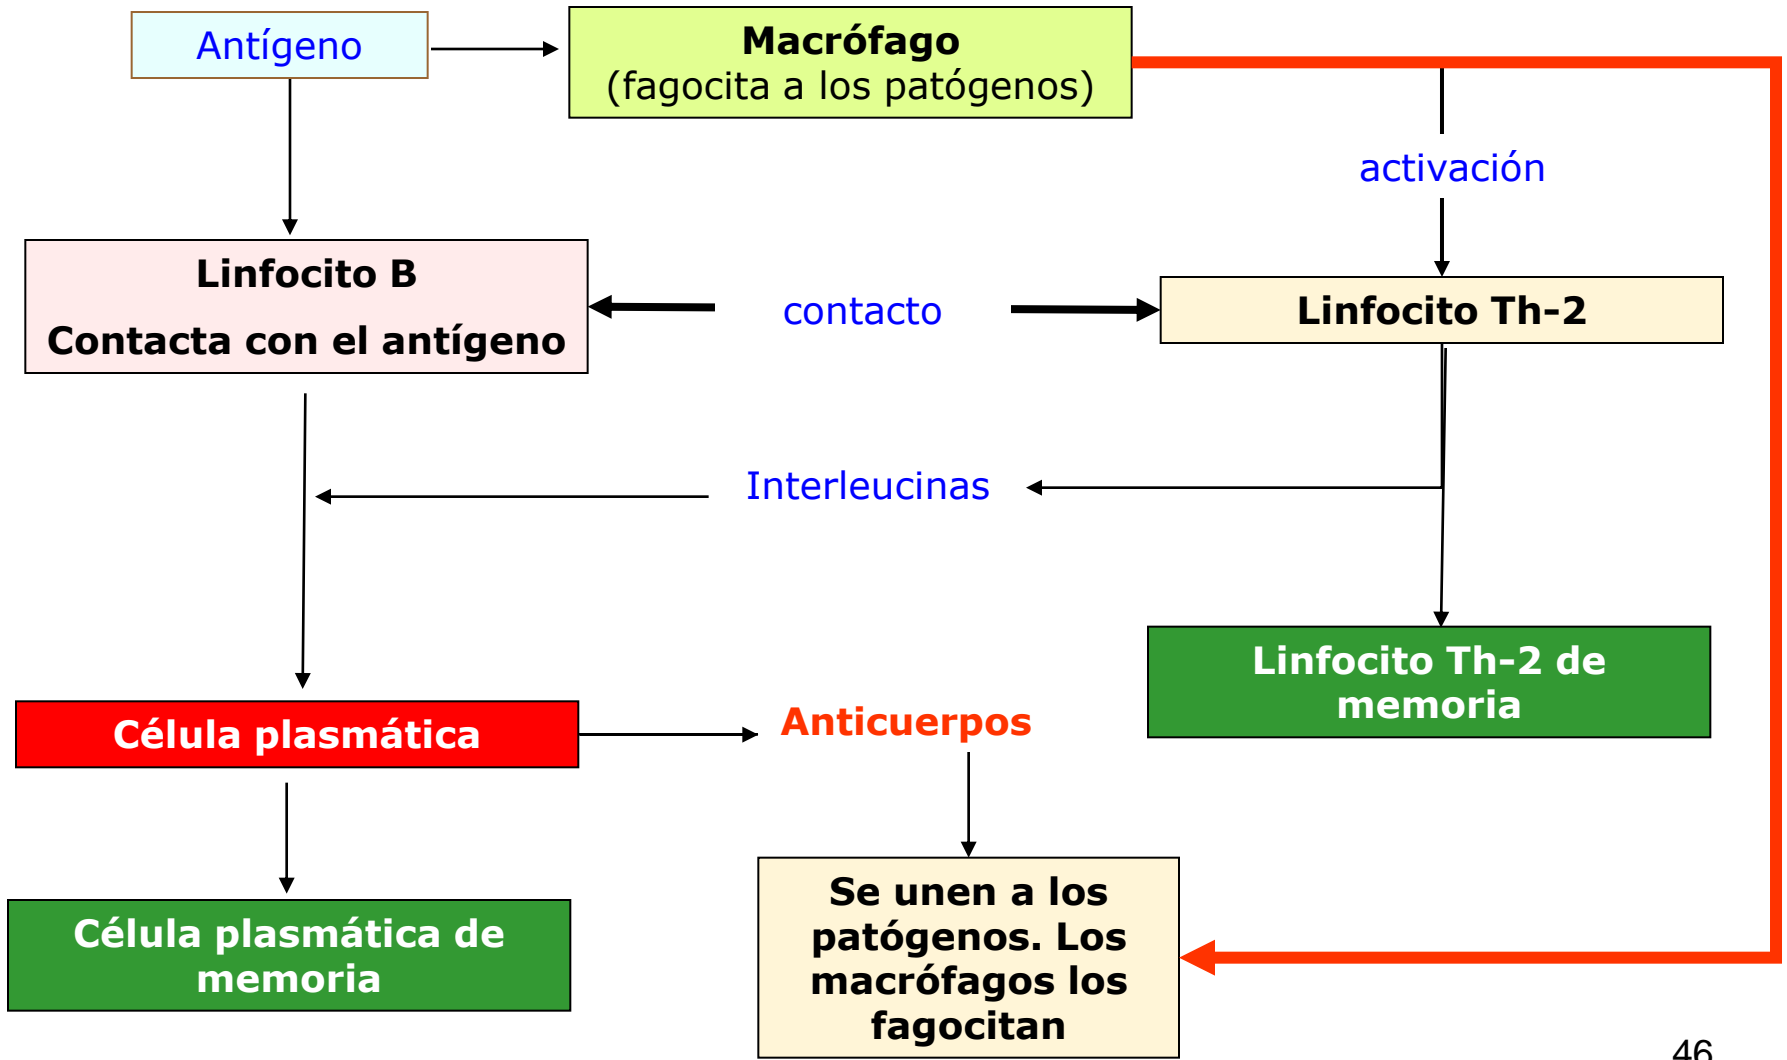 Antígeno
Macrófago
(fagocita a los patógenos)
activación
Linfocito B
Contacta con el antígeno
contacto
Linfocito Th-2
Interleucinas
Linfocito Th-2 de
memoria
Célula plasmática
Anticuerpos
Célula plasmática de
memoria
Se unen a los
patógenos. Los
macrófagos los
fagocitan
46